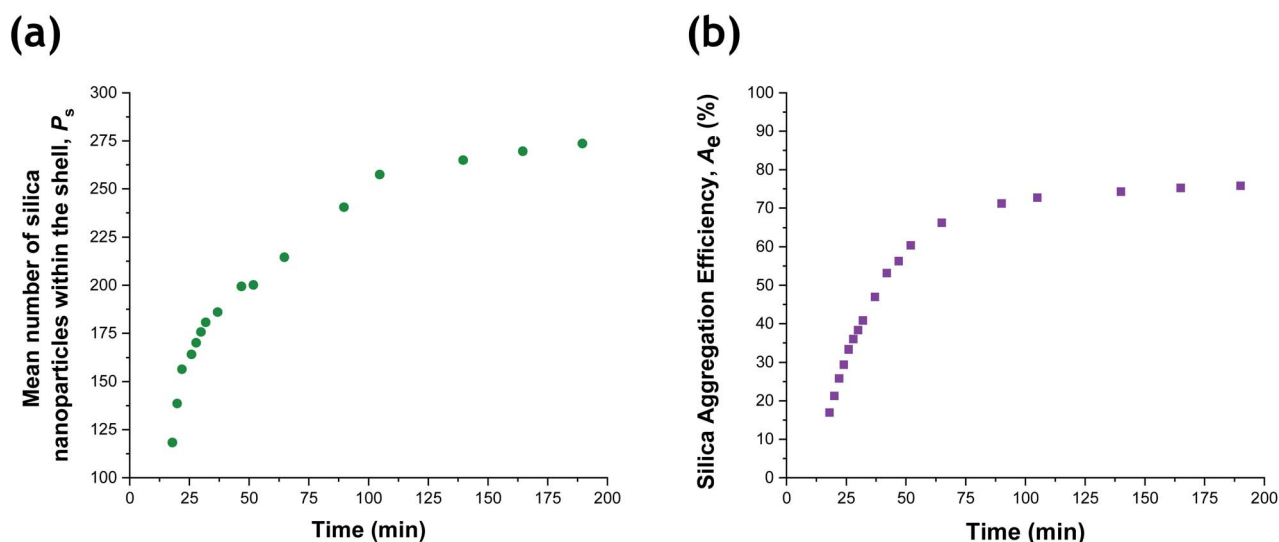 (a)
Mean number of silica
nanoparticles within the shell, Ps
300
275
250
225
200
175
150
125
100
0 25 50 75 100 125 150 175 200
Time (min)
(b)
Silica Aggregation Efficiency, Ae (%)
100
90
80
70
60
50
40
30
20
10
0
0 25 50 75 100 125 150 175 200
Time (min)